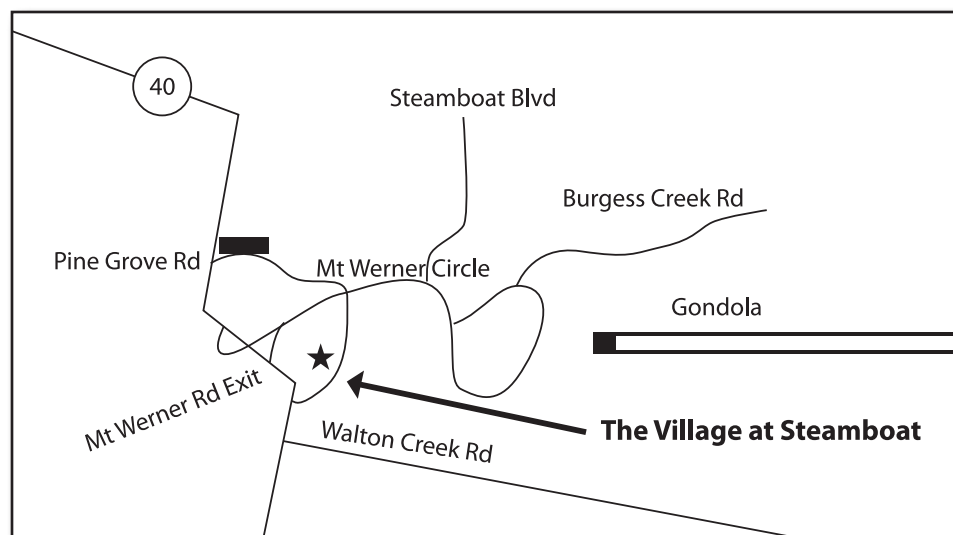 40
Steamboat Blvd
Burgess Creek Rd
Pine Grove Rd
Mt Werner Circle
Gondola
Mt Werner Rd Exit
The Village at Steamboat
Walton Creek Rd